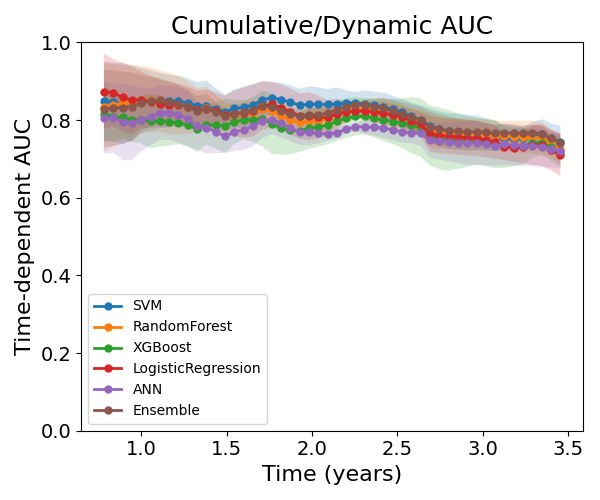 Cumulative/Dynamic AUC
Time-dependent AUC
1.0
0.8
0.6
0.4
0.2
0.0
SVM
RandomForest
XGBoost
LogisticRegression
ANN
Ensemble
1.0 1.5 2.0 2.5 3.0 3.5
Time (years)